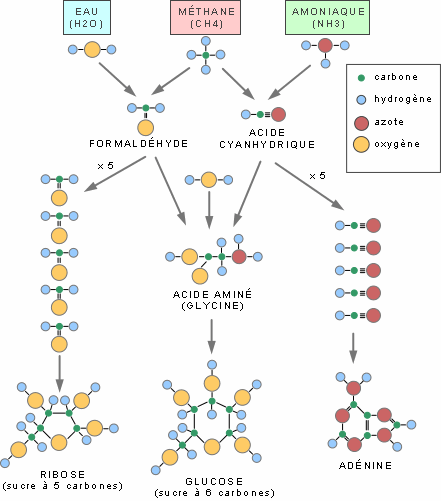 EAU
(H2O)
MÉTHANE
(CH4)
AMONIAQUE
(NH3)
carbone
hydrogène
azote
oxygène
FORMALDÉHYDE
ACIDE
CYANHYDRIQUE
x 5
x 5
ACIDE AMINÉ
(GLYCINE)
RIBOSE
(sucre à 5 carbones)
GLUCOSE
(sucre à 6 carbones)
ADÉNINE